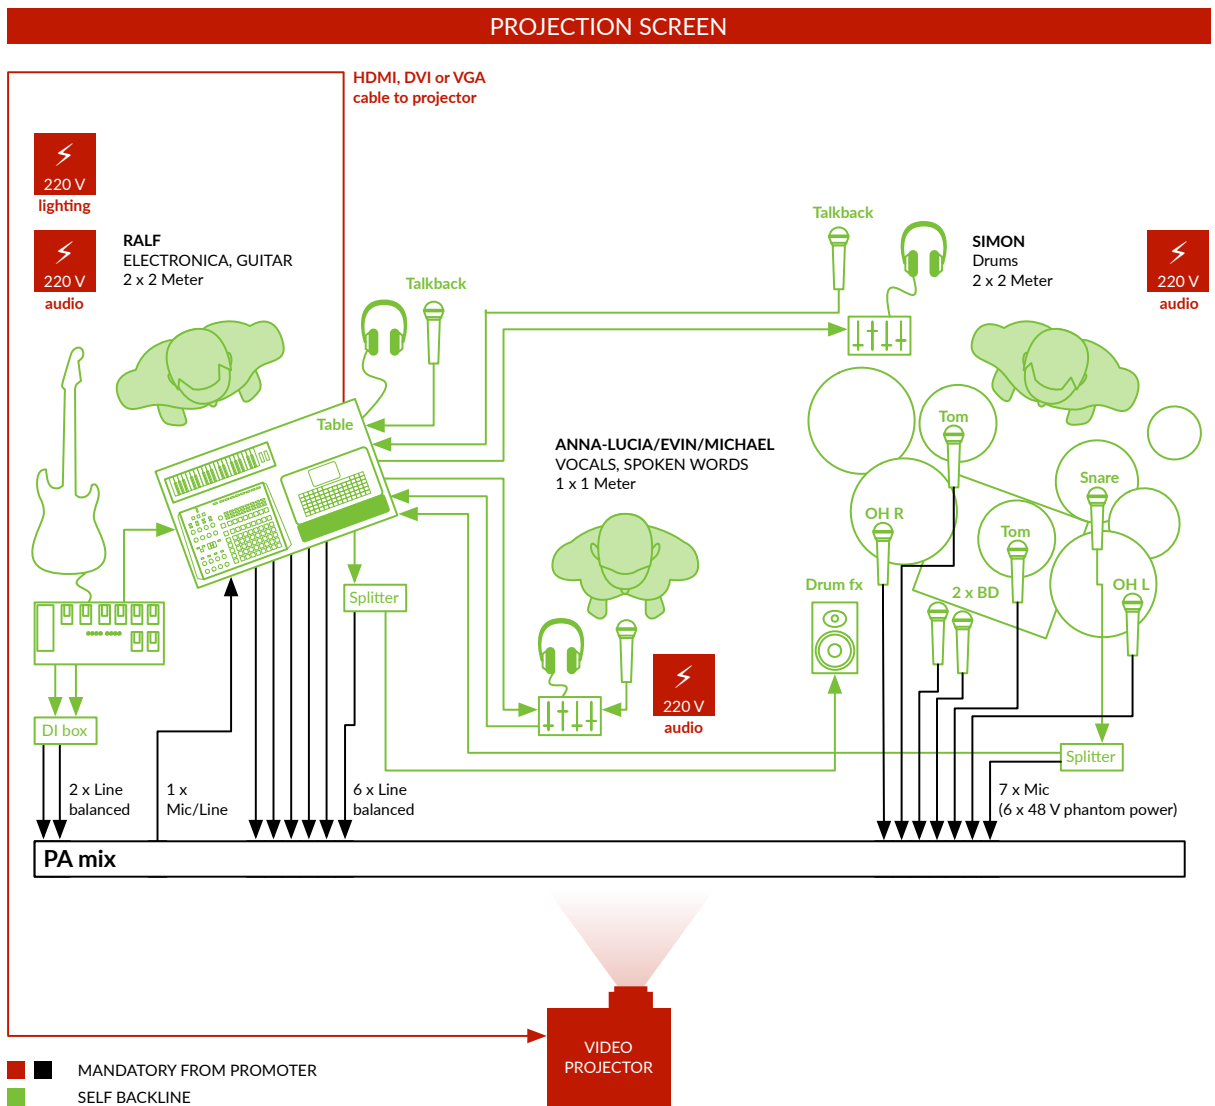 PROJECTION SCREEN
HDMI, DVI or VGA
cable to projector
220 V
lighting
220 V
audio
RALF
ELECTRONICA, GUITAR
2 x 2 Meter
Talkback
Talkback
SIMON
Drums
2 x 2 Meter
220 V
audio
Table
ANNA-LUCIA/EVIN/MICHAEL
VOCALS, SPOKEN WORDS
1 x 1 Meter
Tom
Snare
OH R
Tom
Drum fx
2 x BD
OH L
Splitter
220 V
audio
DI box
Splitter
2 x Line
balanced
1 x
Mic/Line
6 x Line
balanced
7 x Mic
(6 x 48 V phantom power)
PA mix
VIDEO
PROJECTOR
MANDATORY FROM PROMOTER
SELF BACKLINE